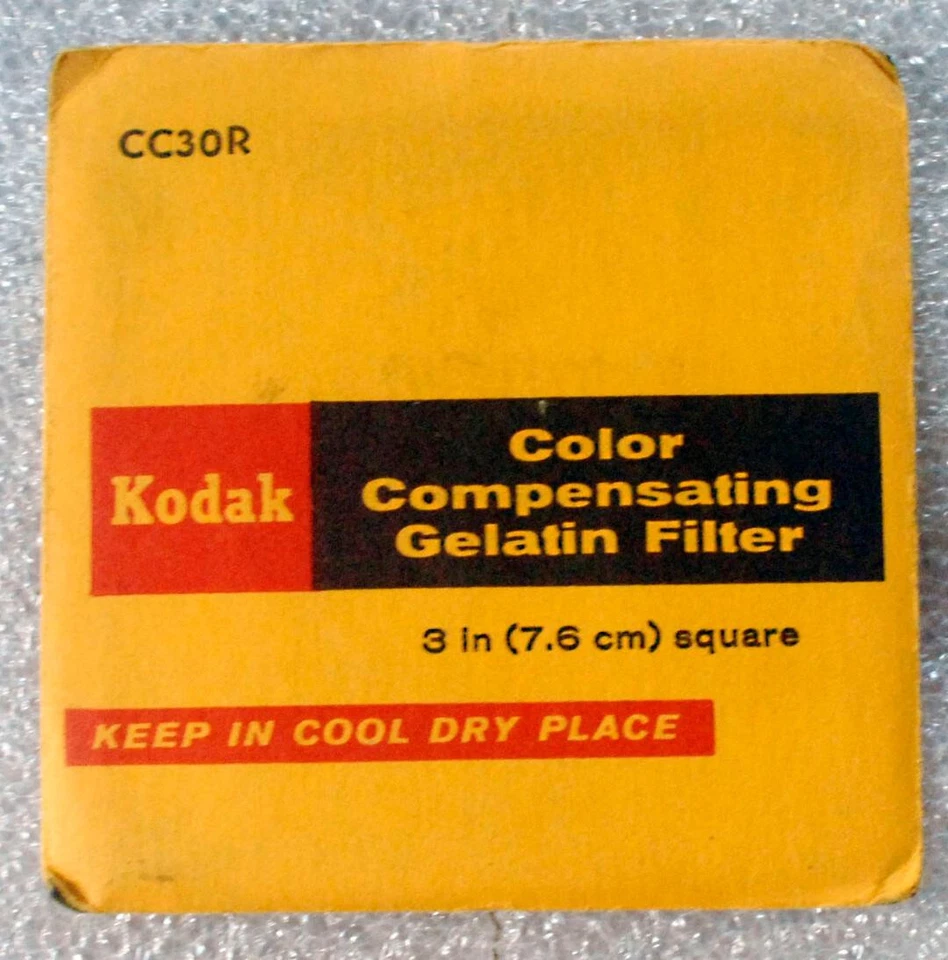 CC30R
Kodak
Color
Compensating
Gelatin Filter
3 in (7.6 cm) square
KEEP IN COOL DRY PLACE